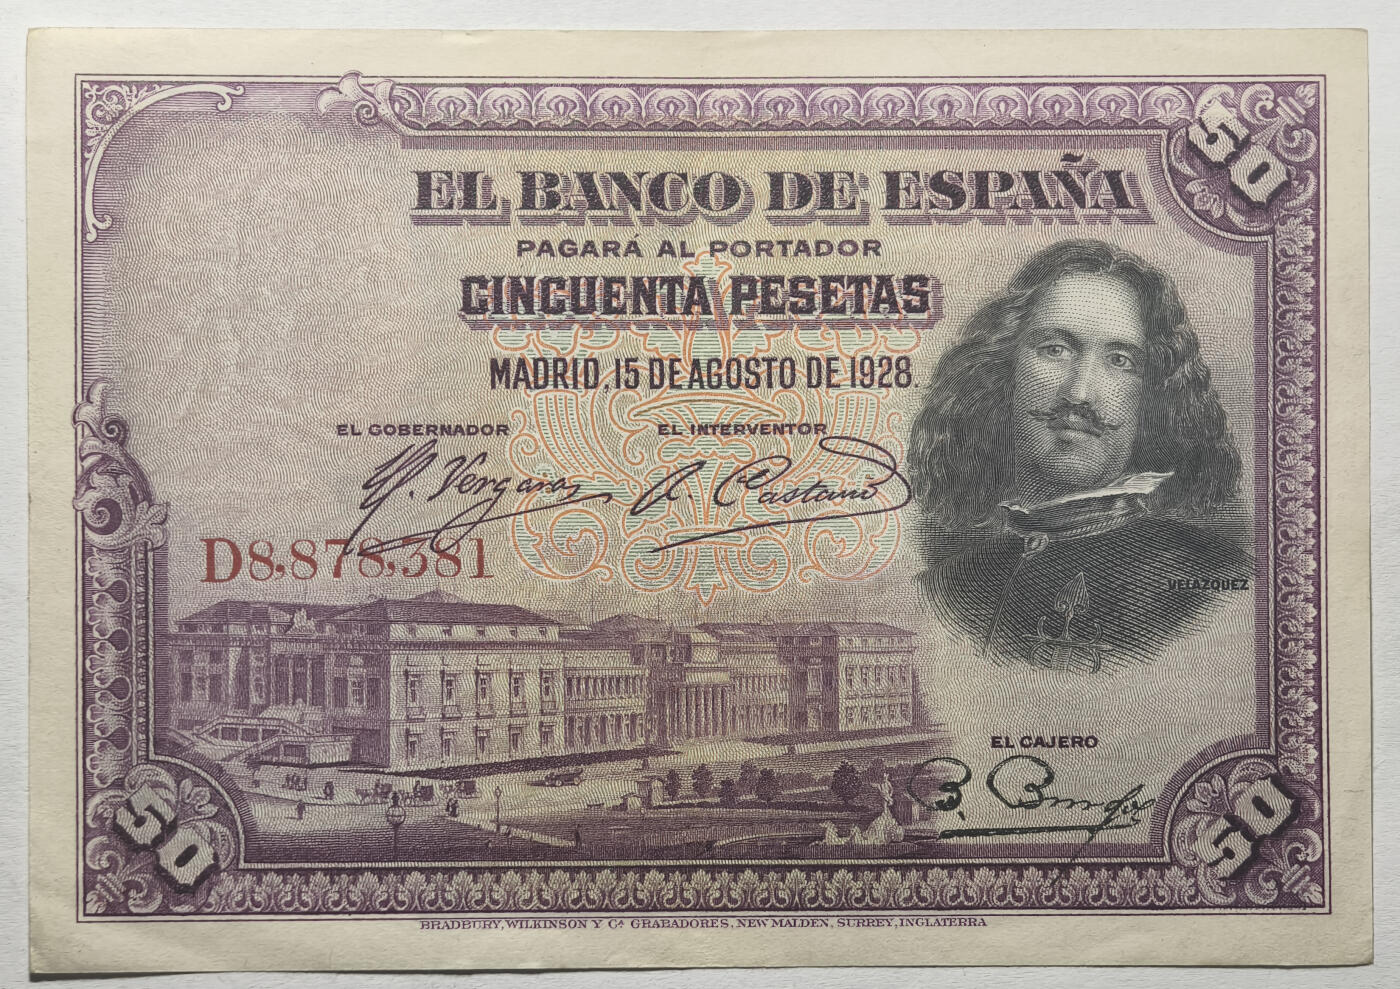 50
EL BANCO DE ESPAÑA
PAGARÁ AL PORTADOR
CINCUENTA PESETAS
MADRID, 15 DE AGOSTO DE 1928.
EL GOBERNADOR EL INTERVENTOR
D8,878,381
VELAZQUEZ
EL CAJERO
50 50
BRADBURY, WILKINSON Y Cª GRABADORES, NEW MALDEN, SURREY, INGLATERRA